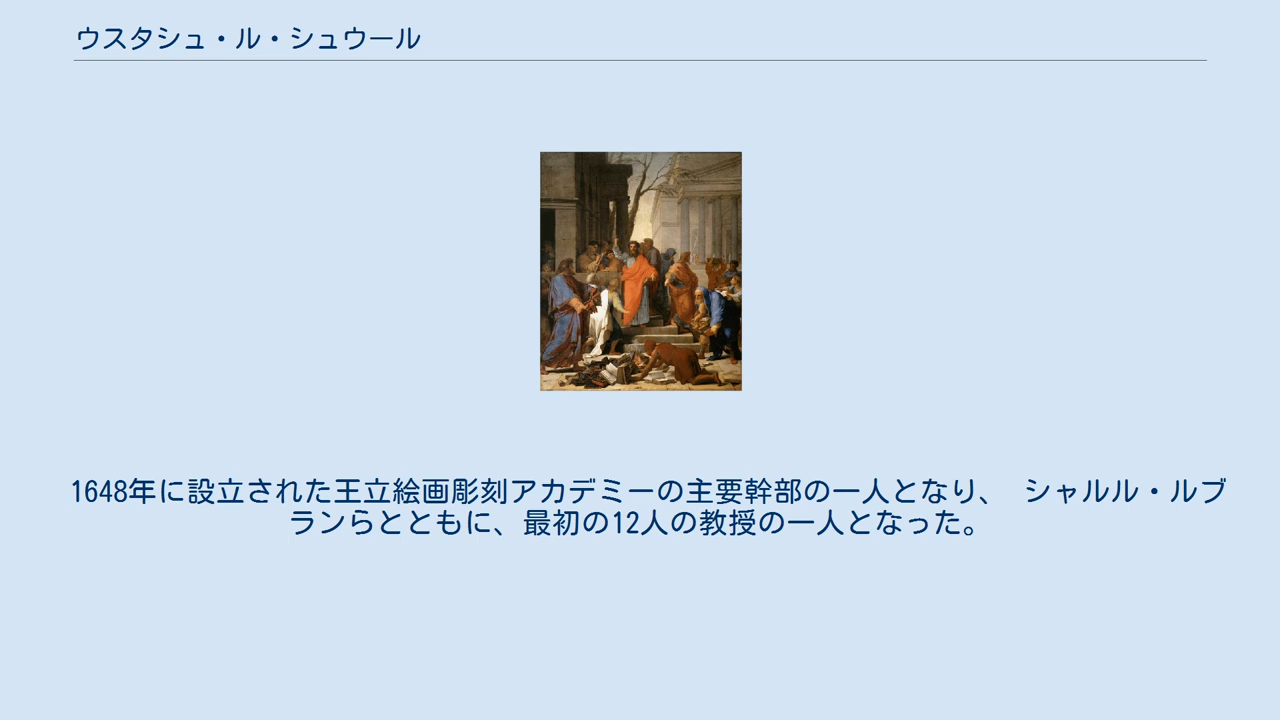 ウスタシュ・ル・シュウール
1648年に設立された王立絵画彫刻アカデミーの主要幹部の一人となり、 シャルル・ルブ
ランらとともに、最初の12人の教授の一人となった。